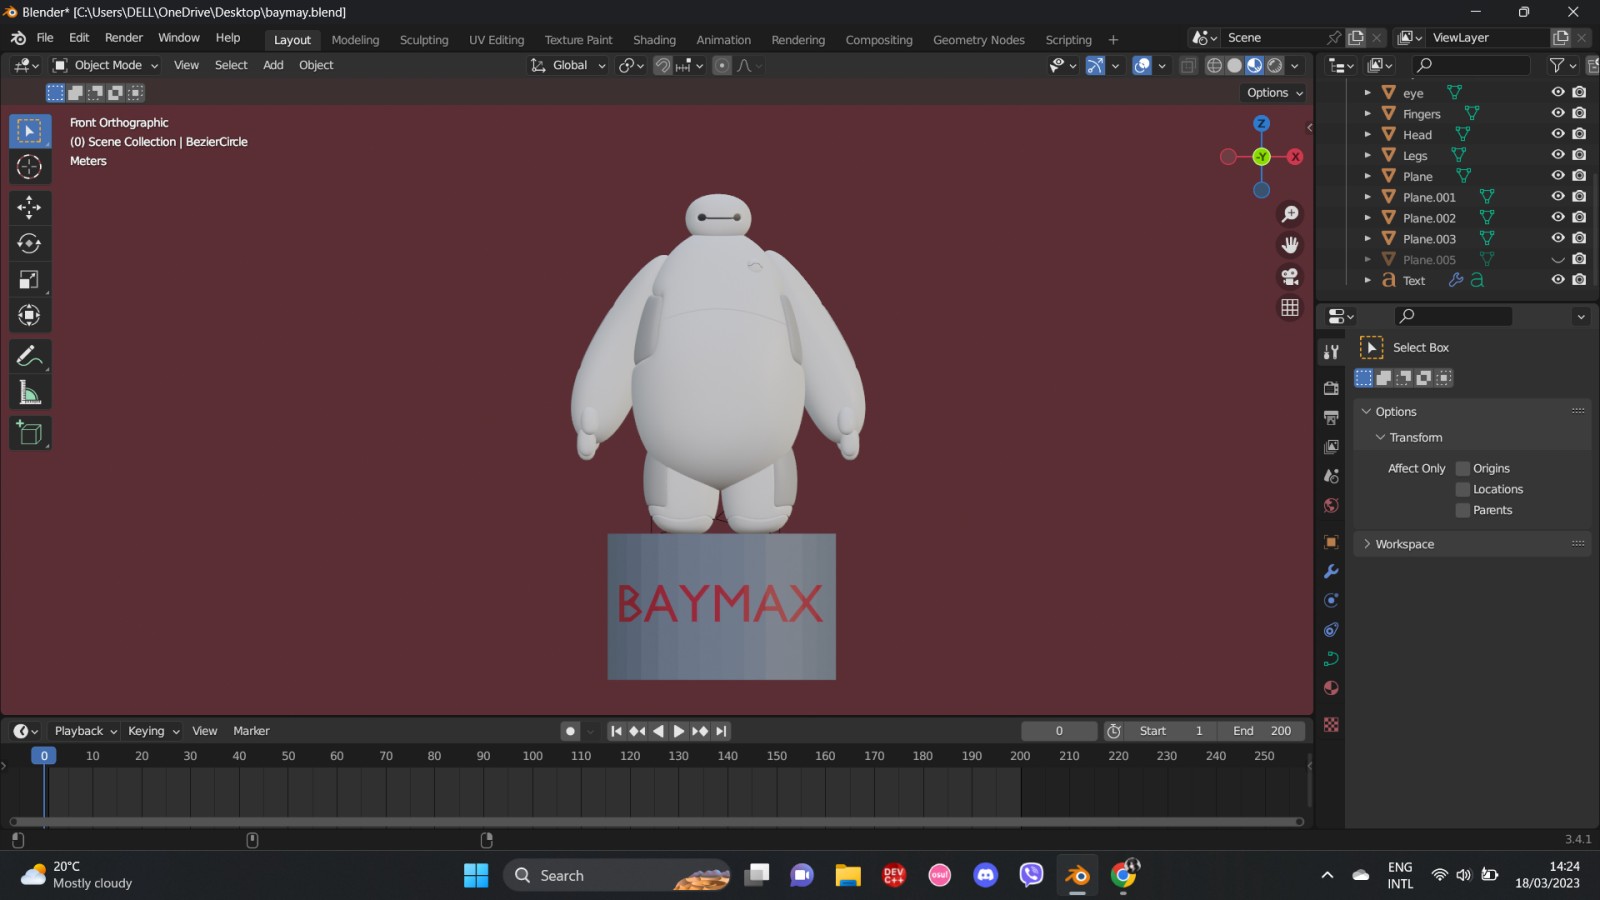 Blender* [C:\Users\DELL\OneDrive\Desktop\baymay.blend]
File Edit Render Window Help Layout Modeling Sculpting UV Editing Texture Paint Shading Animation Rendering Compositing Geometry Nodes Scripting + Scene ViewLayer
Object Mode View Select Add Object Global
Options
Front Orthographic
(0) Scene Collection | BezierCircle
Meters
Z
-Y X
BAYMAX
eye
Fingers
Head
Legs
Plane
Plane.001
Plane.002
Plane.003
Plane.005
a Text a
Select Box
Options
Transform
Affect Only Origins
Locations
Parents
Workspace
Playback Keying View Marker 0 Start 1 End 200
0 10 20 30 40 50 60 70 80 90 100 110 120 130 140 150 160 170 180 190 200 210 220 230 240 250
3.4.1
20°C
Mostly cloudy
Search
DEV
C++
osu!
ENG
INTL
14:24
18/03/2023